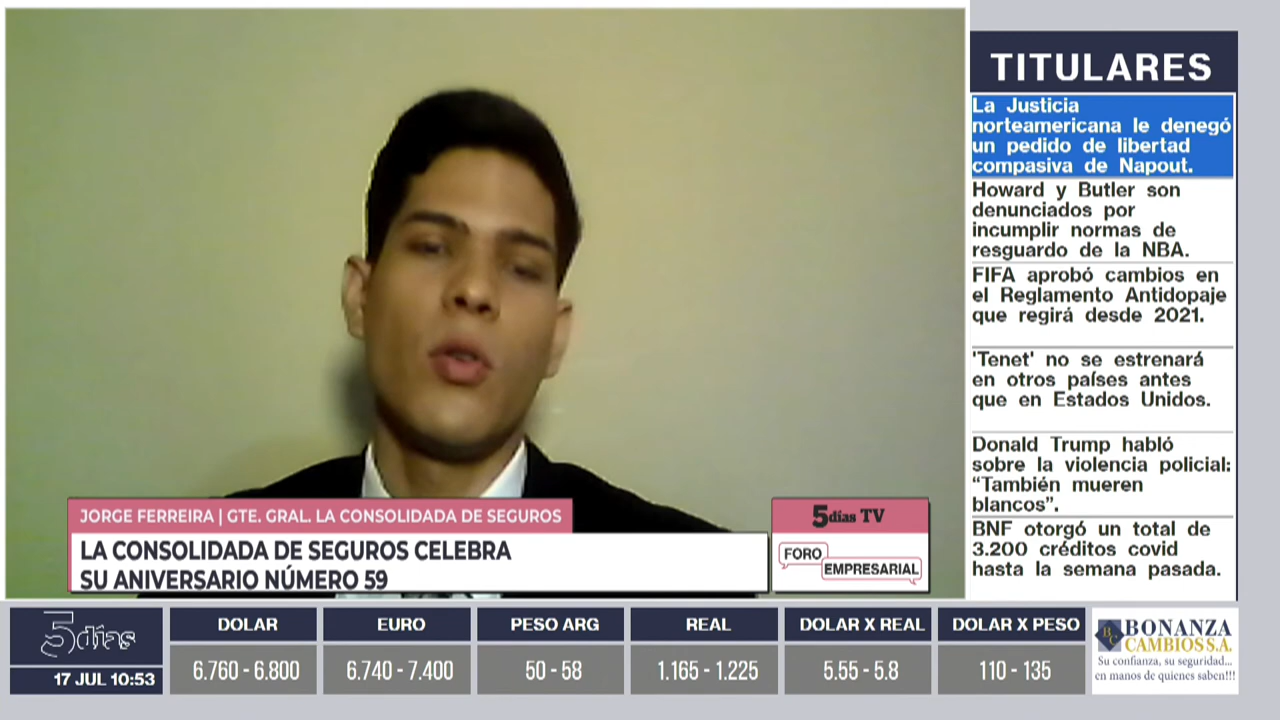 TITULARES
La Justicia
norteamericana le denegó
un pedido de libertad
compasiva de Napout.
Howard y Butler son
denunciados por
incumplir normas de
resguardo de la NBA.
FIFA aprobó cambios en
el Reglamento Antidopaje
que regirá desde 2021.
'Tenet' no se estrenará
en otros países antes
que en Estados Unidos.
Donald Trump habló
sobre la violencia policial:
“También mueren
blancos”.
BNF otorgó un total de
3.200 créditos covid
hasta la semana pasada.
JORGE FERREIRA | GTE. GRAL. LA CONSOLIDADA DE SEGUROS
LA CONSOLIDADA DE SEGUROS CELEBRA
SU ANIVERSARIO NÚMERO 59
5días TV
FORO
EMPRESARIAL
5días
17 JUL 10:53
DOLAR
6.760 - 6.800
EURO
6.740 - 7.400
PESO ARG
50 - 58
REAL
1.165 - 1.225
DOLAR X REAL
5.55 - 5.8
DOLAR X PESO
110 - 135
BC
BONANZA
CAMBIOS S.A.
Su confianza, su seguridad...
en manos de quienes saben!!!